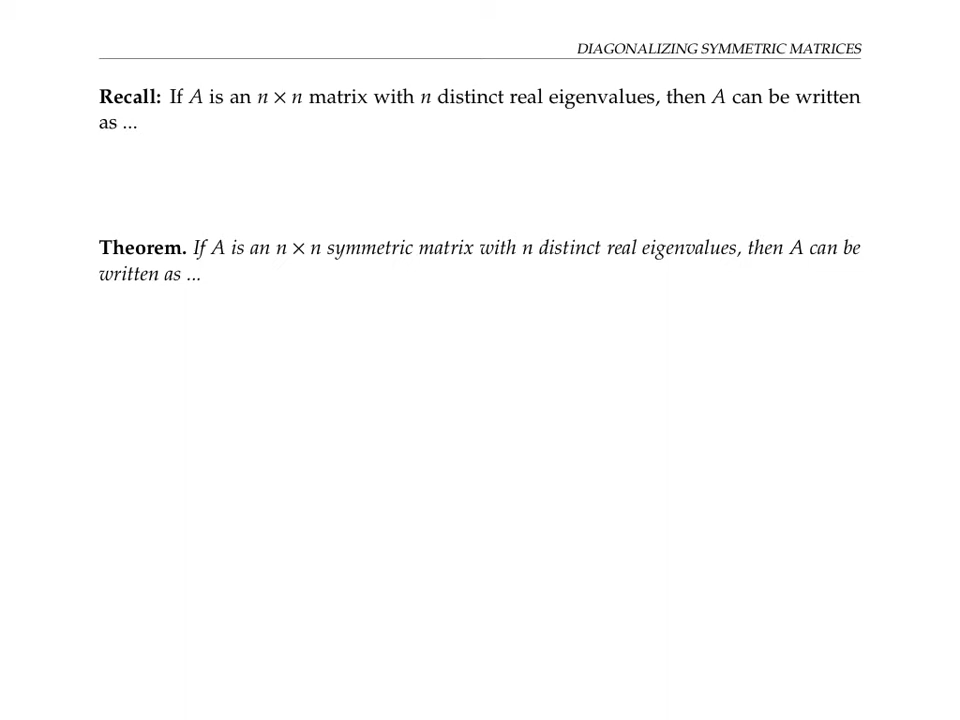 DIAGONALIZING SYMMETRIC MATRICES
Recall: If A is an n × n matrix with n distinct real eigenvalues, then A can be written
as ...
Theorem. If A is an n × n symmetric matrix with n distinct real eigenvalues, then A can be
written as ...